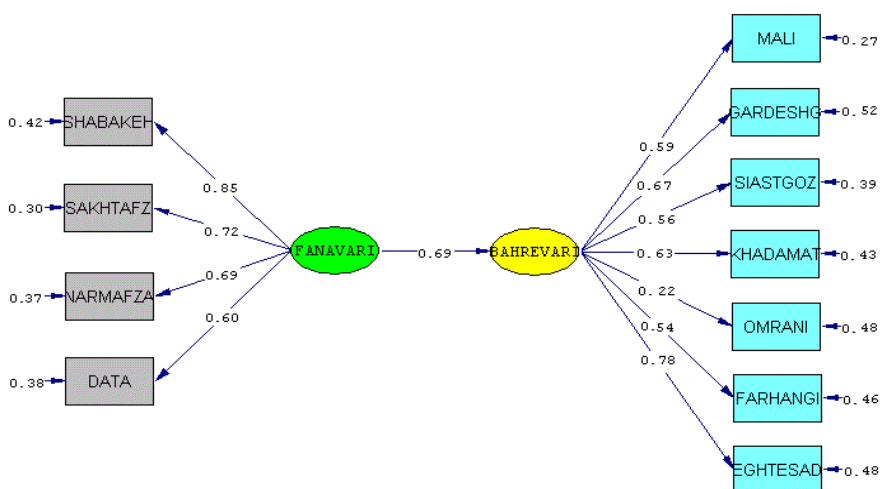 MALI
0.27
0.42
SHABAKEH
GARDESHG
0.52
0.59
0.85
0.67
SIASTGOZ
0.39
0.30
SAKHTAFZ
0.72
0.56
FANAVARI
0.69
BAHREVARI
0.63
KHADAMAT
0.43
0.37
NARMAFZA
0.69
0.22
0.60
0.54
OMRANI
0.48
0.38
DATA
0.78
FARHANGI
0.46
EGHTESAD
0.48